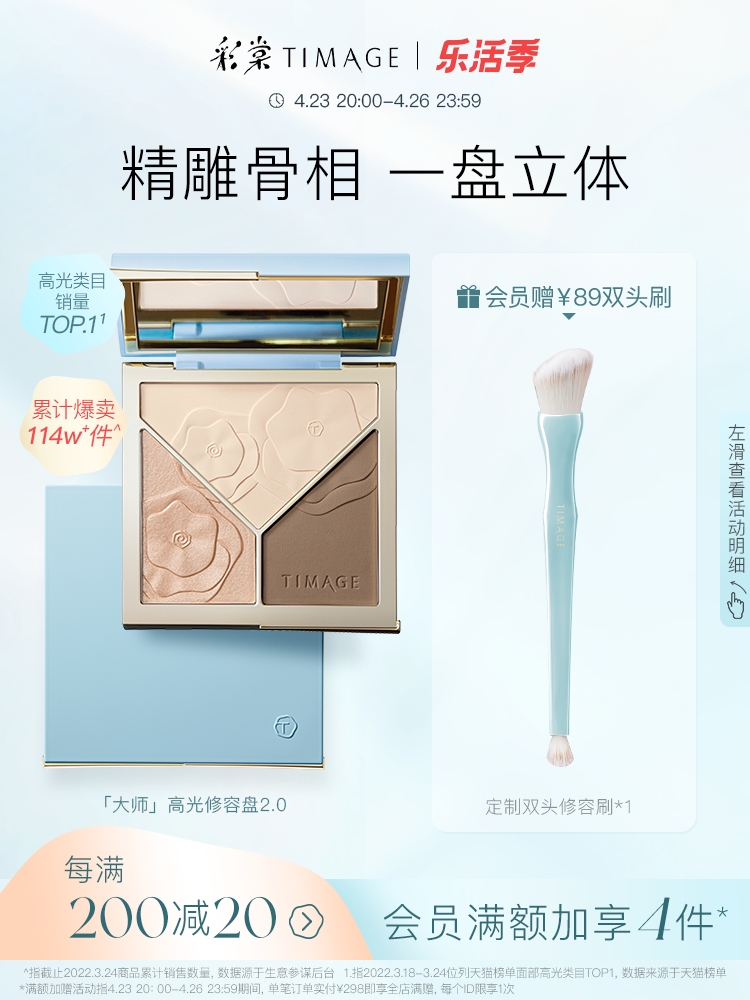 彩棠 TIMAGE | 乐活季
4.23 20:00-4.26 23:59
精雕骨相 一盘立体
高光类目
销量
TOP.1¹
累计爆卖
114w⁺件^
TIMAGE
「大师」高光修容盘2.0
会员赠¥89双头刷
TIMAGE
定制双头修容刷*1
左滑查看活动明细
每满
200减20
会员满额加享4件*
^指截止2022.3.24商品累计销售数量, 数据源于生意参谋后台 1.指2022.3.18-3.24位列天猫榜单面部高光类目TOP1, 数据来源于天猫榜单
*满额加赠活动指4.23 20: 00-4.26 23:59期间, 单笔订单实付¥298即享全店满赠, 每个ID限享1次